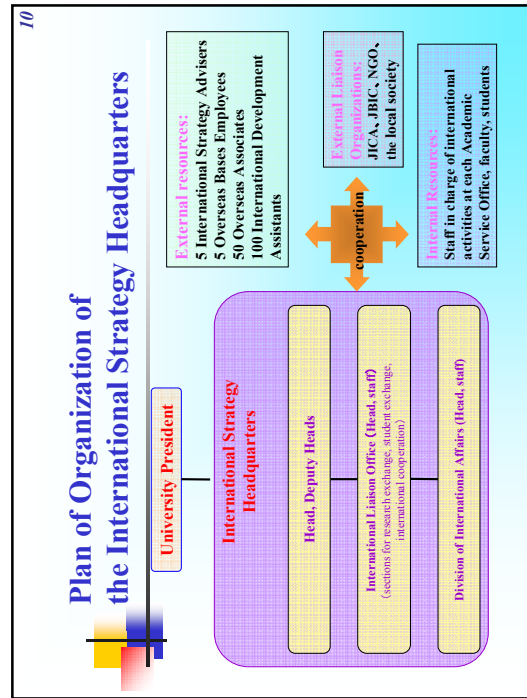 10
Plan of Organization of
the International Strategy Headquarters
University President
International Strategy
Headquarters
Head, Deputy Heads
International Liaison Office (Head, staff)
(sections for research exchange, student exchange,
international cooperation)
Division of International Affairs (Head, staff)
External resources:
5 International Strategy Advisers
5 Overseas Bases Employees
50 Overseas Associates
100 International Development
Assistants
cooperation
External Liaison
Organizations:
JICA、JBIC、NGO、
the local society
Internal Resources:
Staff in charge of international
activities at each Academic
Service Office, faculty, students